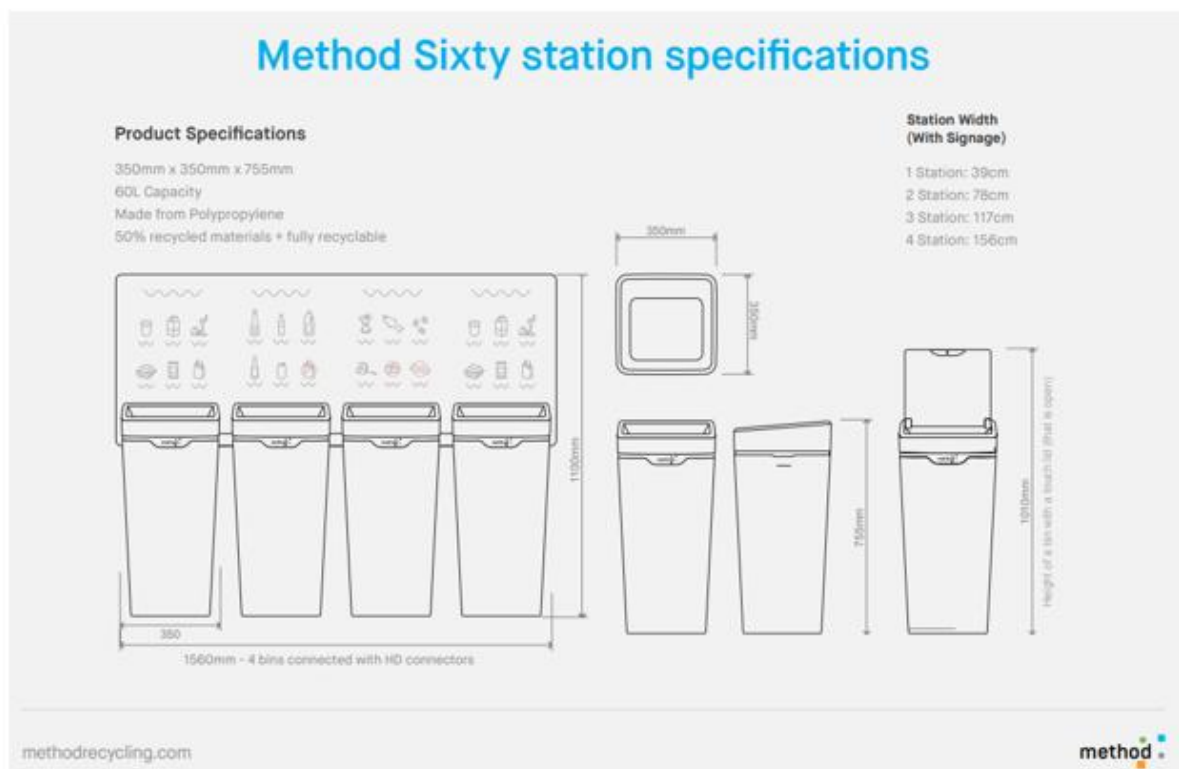 Method Sixty station specifications
Product Specifications
350mm x 350mm x 755mm
60L Capacity
Made from Polypropylene
50% recycled materials + fully recyclable
Station Width
(With Signage)
1 Station: 39cm
2 Station: 78cm
3 Station: 117cm
4 Station: 156cm
350mm
350mm
1100mm
755mm
1010mm
Height of a bin with a touch lid (that is open)
350
1560mm - 4 bins connected with HD connectors
methodrecycling.com
method